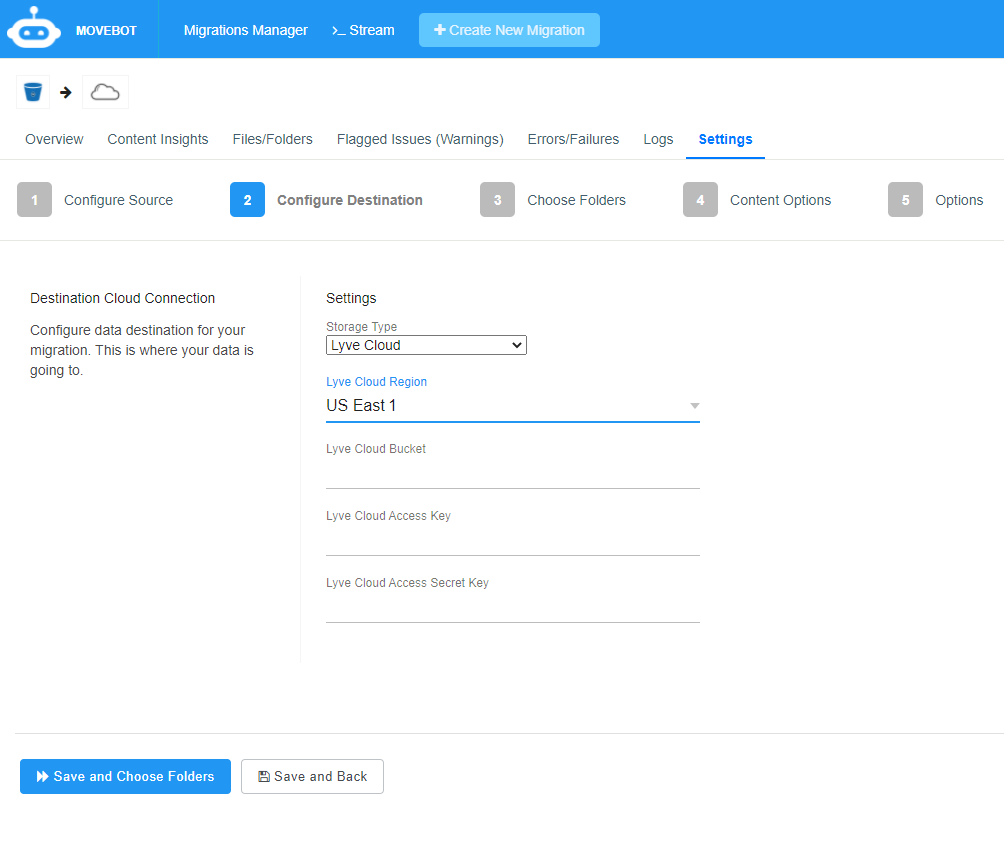 MOVEBOT Migrations Manager >_ Stream + Create New Migration
Overview Content Insights Files/Folders Flagged Issues (Warnings) Errors/Failures Logs Settings
1 Configure Source 2 Configure Destination 3 Choose Folders 4 Content Options 5 Options
Destination Cloud Connection
Configure data destination for your
migration. This is where your data is
going to.
Settings
Storage Type
Lyve Cloud
Lyve Cloud Region
US East 1
Lyve Cloud Bucket
Lyve Cloud Access Key
Lyve Cloud Access Secret Key
Save and Choose Folders Save and Back